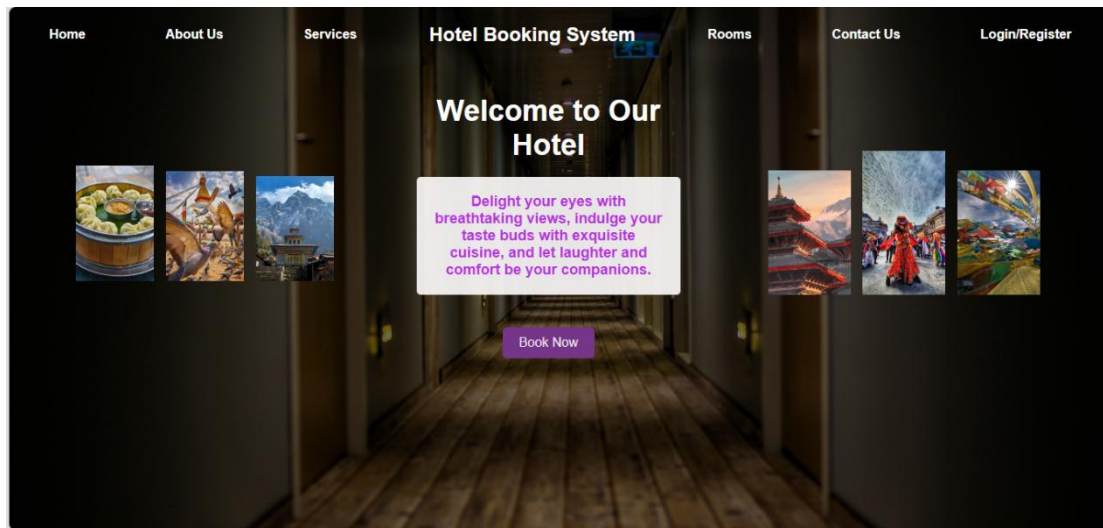 Home About Us Services Hotel Booking System Rooms Contact Us Login/Register
Welcome to Our
Hotel
Delight your eyes with
breathtaking views, indulge your
taste buds with exquisite
cuisine, and let laughter and
comfort be your companions.
Book Now